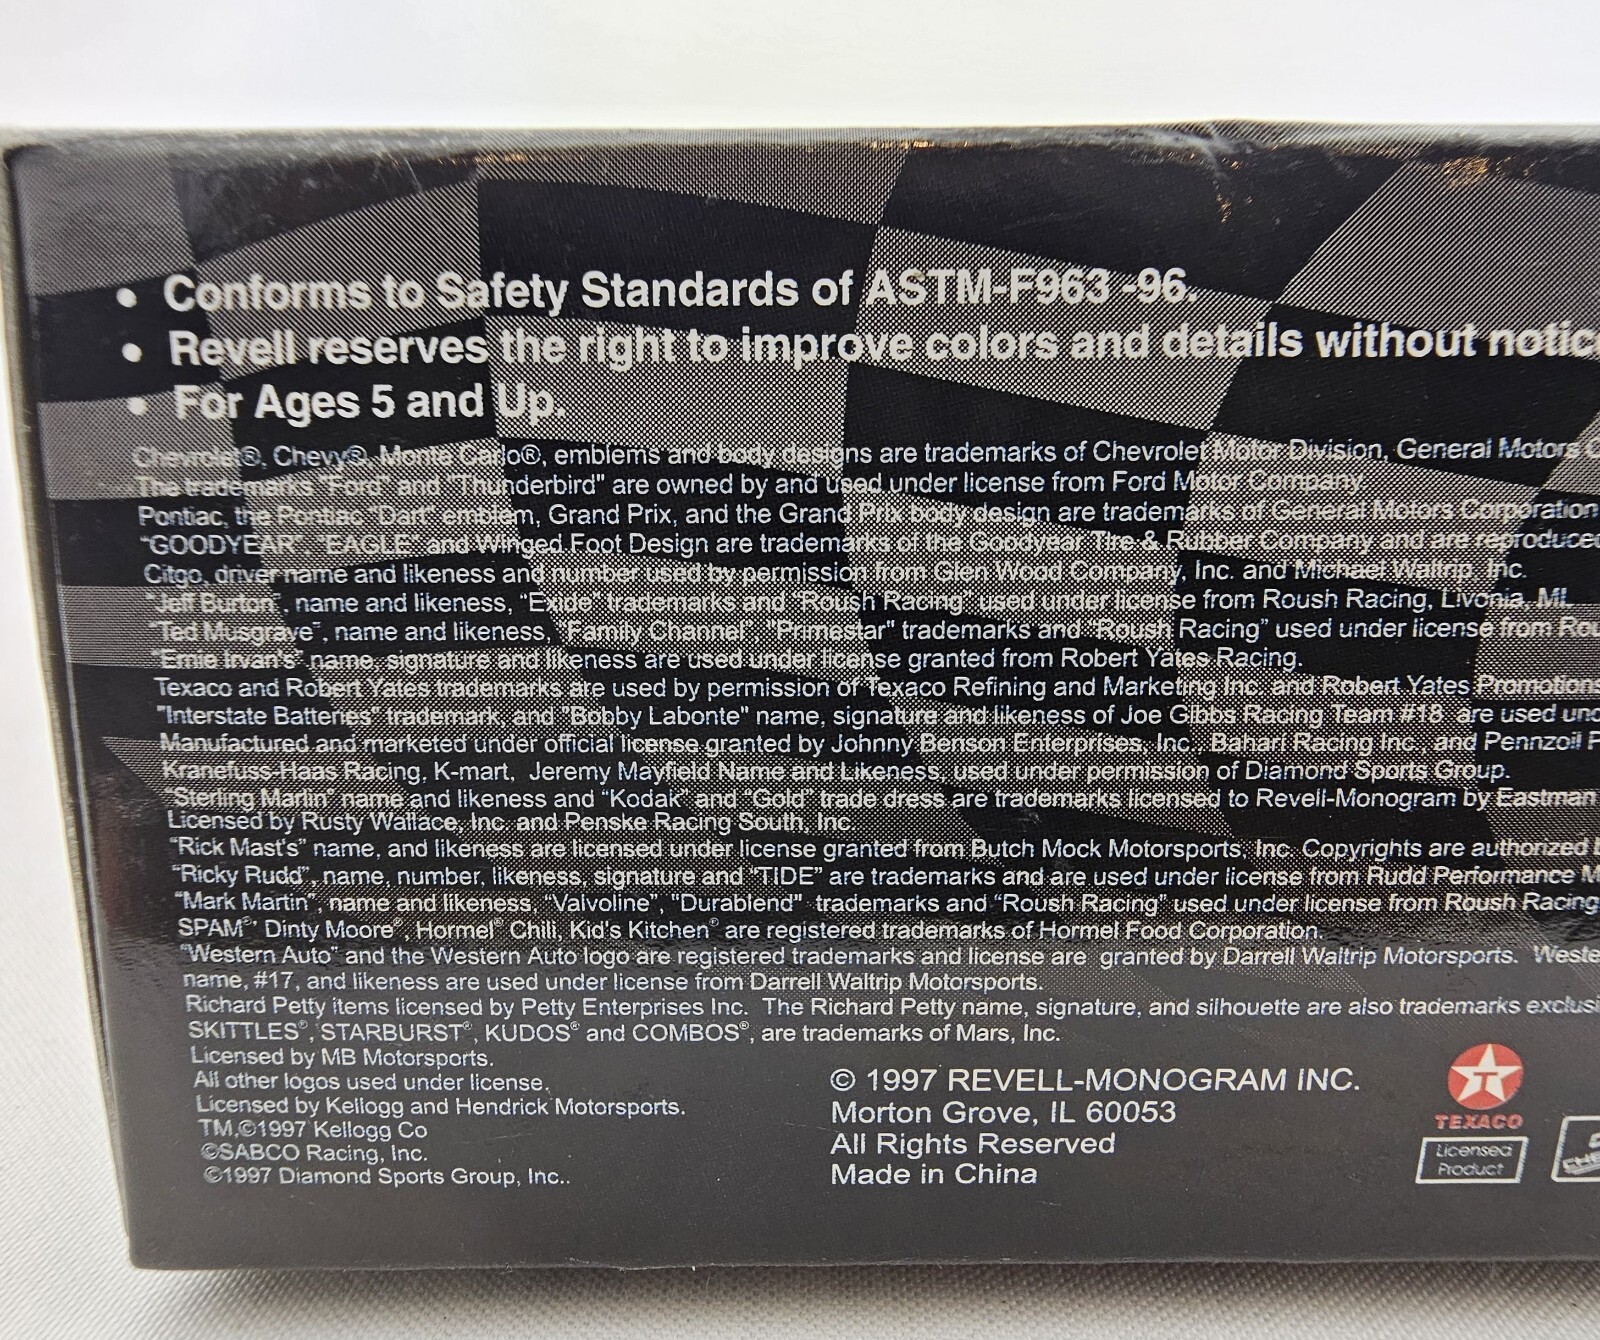 • Conforms to Safety Standards of ASTM-F963 -96.
• Revell reserves the right to improve colors and details without notic
• For Ages 5 and Up.
Chevrolet®, Chevy®, Monte Carlo®, emblems and body designs are trademarks of Chevrolet Motor Division, General Motors
The trademarks "Ford" and "Thunderbird" are owned by and used under license from Ford Motor Company.
Pontiac, the Pontiac "Dart" emblem, Grand Prix, and the Grand Prix body design are trademarks of General Motors Corporation
"GOODYEAR", "EAGLE" and Winged Foot Design are trademarks of the Goodyear Tire & Rubber Company and are reproduced
Citgo, driver name and likeness and number used by permission from Glen Wood Company, Inc. and Michael Waltrip, Inc.
"Jeff Burton", name and likeness, "Exide" trademarks and "Roush Racing" used under license from Roush Racing, Livonia, MI.
"Ted Musgrave", name and likeness, "Family Channel", "Primestar" trademarks and "Roush Racing" used under license from Rou
"Ernie Irvan's" name, signature and likeness are used under license granted from Robert Yates Racing.
Texaco and Robert Yates trademarks are used by permission of Texaco Refining and Marketing Inc. and Robert Yates Promotions
"Interstate Batteries" trademark, and "Bobby Labonte" name, signature and likeness of Joe Gibbs Racing Team #18 are used und
Manufactured and marketed under official license granted by Johnny Benson Enterprises, Inc., Bahari Racing Inc., and Pennzoil P
Kranefuss-Haas Racing, K-mart, Jeremy Mayfield Name and Likeness, used under permission of Diamond Sports Group.
"Sterling Marlin" name and likeness and "Kodak" and "Gold" trade dress are trademarks licensed to Revell-Monogram by Eastman
Licensed by Rusty Wallace, Inc. and Penske Racing South, Inc.
"Rick Mast's" name, and likeness are licensed under license granted from Butch Mock Motorsports, Inc. Copyrights are authorized b
"Ricky Rudd", name, number, likeness, signature and "TIDE" are trademarks and are used under license from Rudd Performance M
"Mark Martin", name and likeness, "Valvoline", "Durablend" trademarks and "Roush Racing" used under license from Roush Racing
SPAM®' Dinty Moore®, Hormel® Chili, Kid's Kitchen® are registered trademarks of Hormel Food Corporation.
"Western Auto" and the Western Auto logo are registered trademarks and license are granted by Darrell Waltrip Motorsports. Weste
name, #17, and likeness are used under license from Darrell Waltrip Motorsports.
Richard Petty items licensed by Petty Enterprises Inc. The Richard Petty name, signature, and silhouette are also trademarks exclusi
SKITTLES®, STARBURST®, KUDOS® and COMBOS®, are trademarks of Mars, Inc.
Licensed by MB Motorsports.
All other logos used under license.
Licensed by Kellogg and Hendrick Motorsports.
TM,©1997 Kellogg Co
©SABCO Racing, Inc.
©1997 Diamond Sports Group, Inc..
© 1997 REVELL-MONOGRAM INC.
Morton Grove, IL 60053
All Rights Reserved
Made in China
T
TEXACO
Licensed
Product